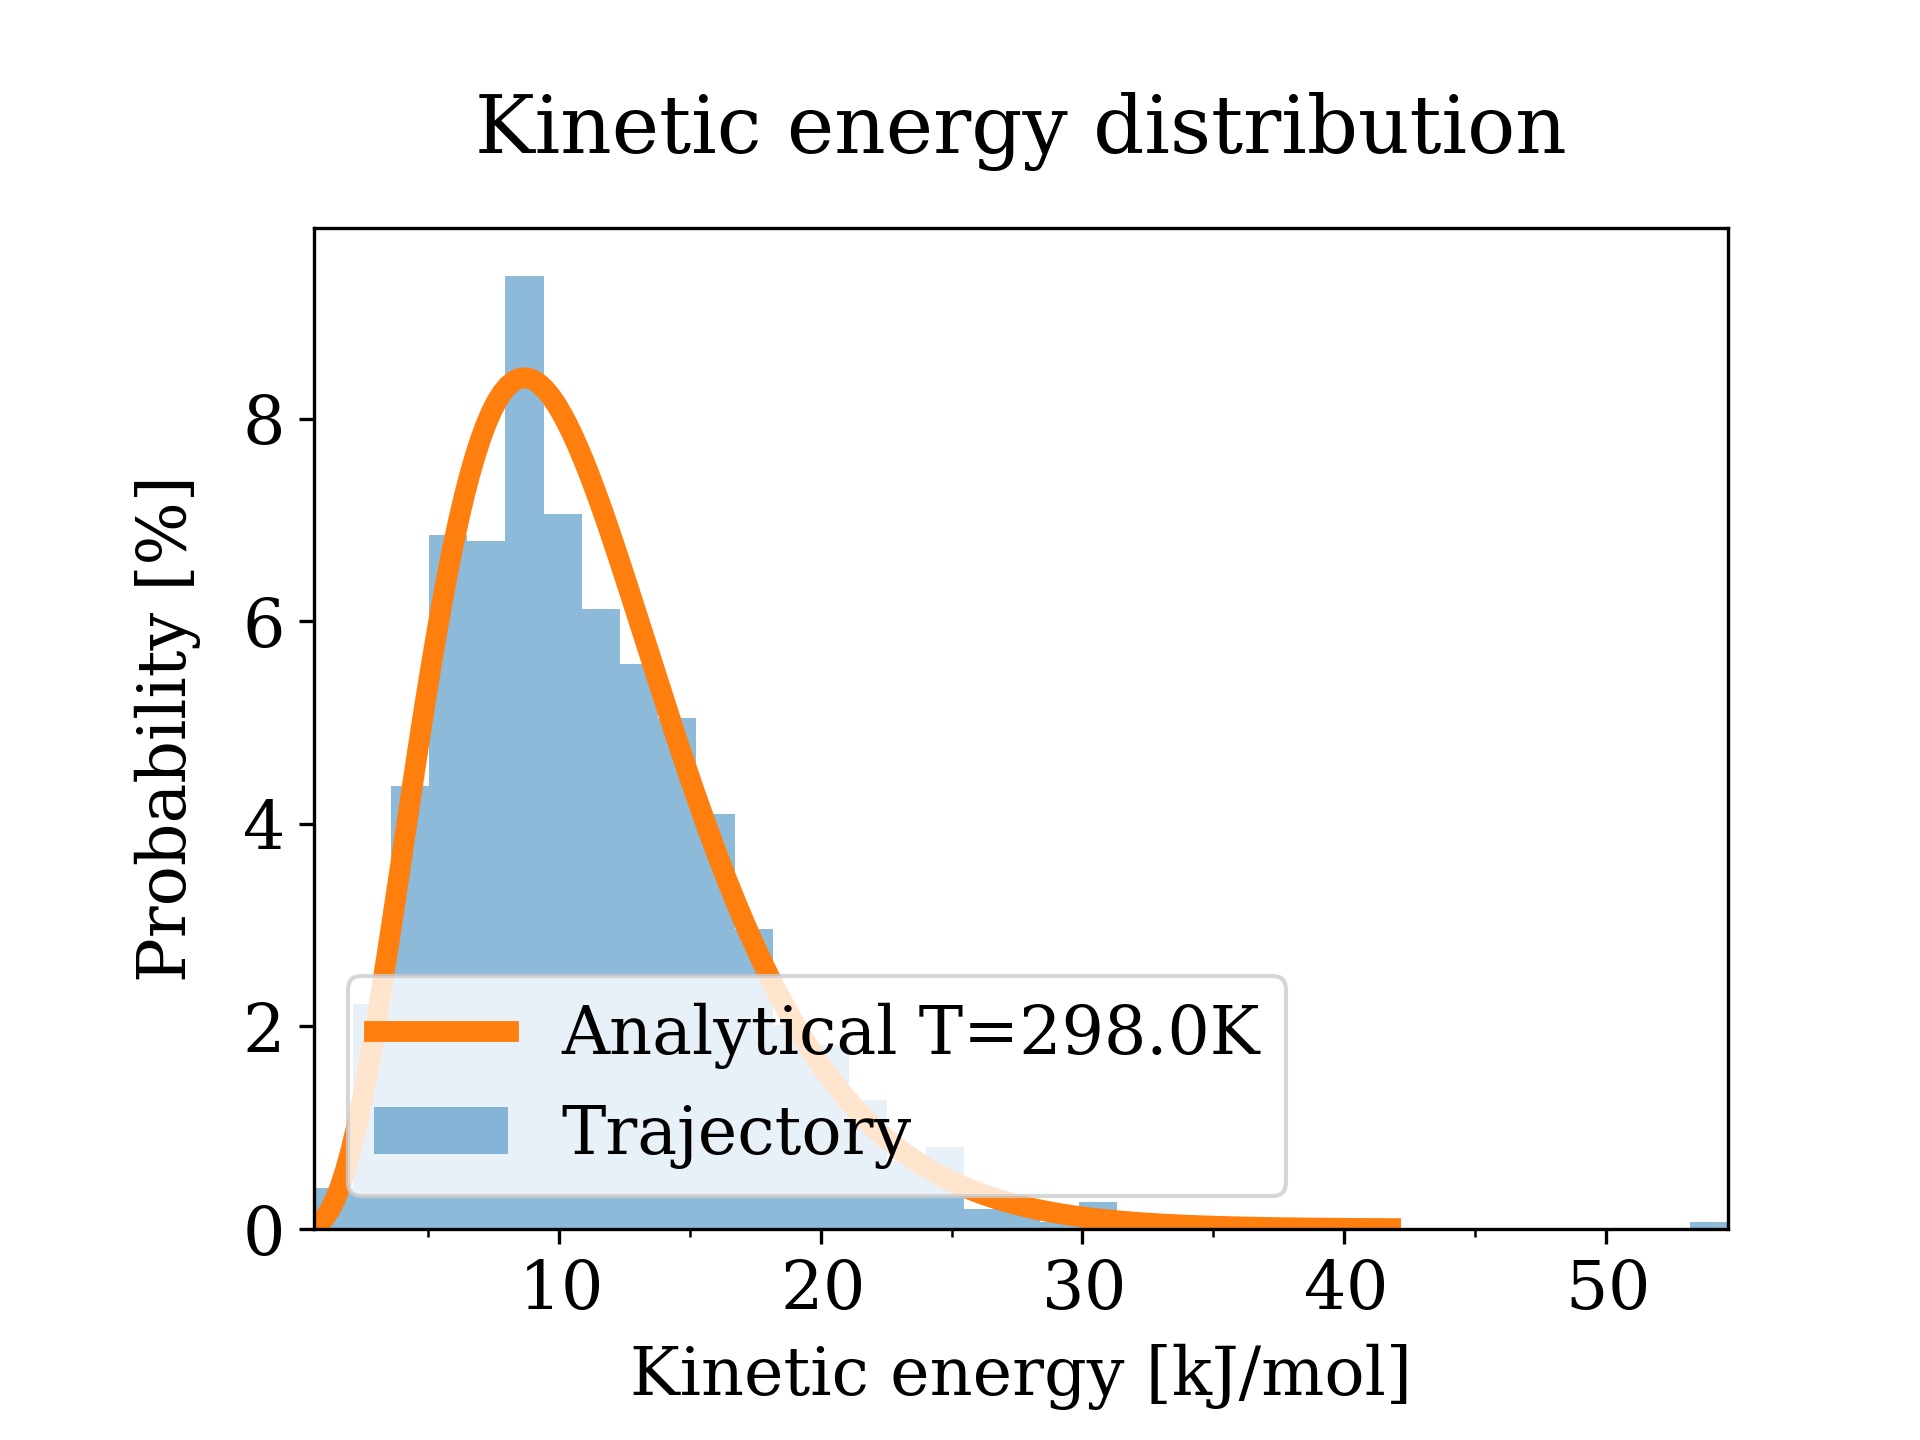 Kinetic energy distribution
Probability [%]
8
6
4
2
0
Analytical T=298.0K
Trajectory
10 20 30 40 50
Kinetic energy [kJ/mol]